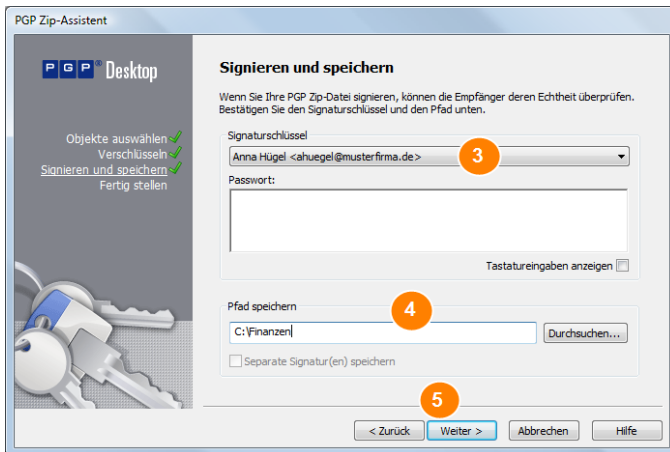 PGP Zip-Assistent
PGP® Desktop
Objekte auswählen
Verschlüsseln
Signieren und speichern
Fertig stellen
Signieren und speichern
Wenn Sie Ihre PGP Zip-Datei signieren, können die Empfänger deren Echtheit überprüfen.
Bestätigen Sie den Signaturschlüssel und den Pfad unten.
Signaturschlüssel
Anna Hügel <ahuegel@musterfirma.de>
3
Passwort:
Tastatureingaben anzeigen
Pfad speichern
4
C:\Finanzen
Durchsuchen...
Separate Signatur(en) speichern
5
< Zurück
Weiter >
Abbrechen
Hilfe